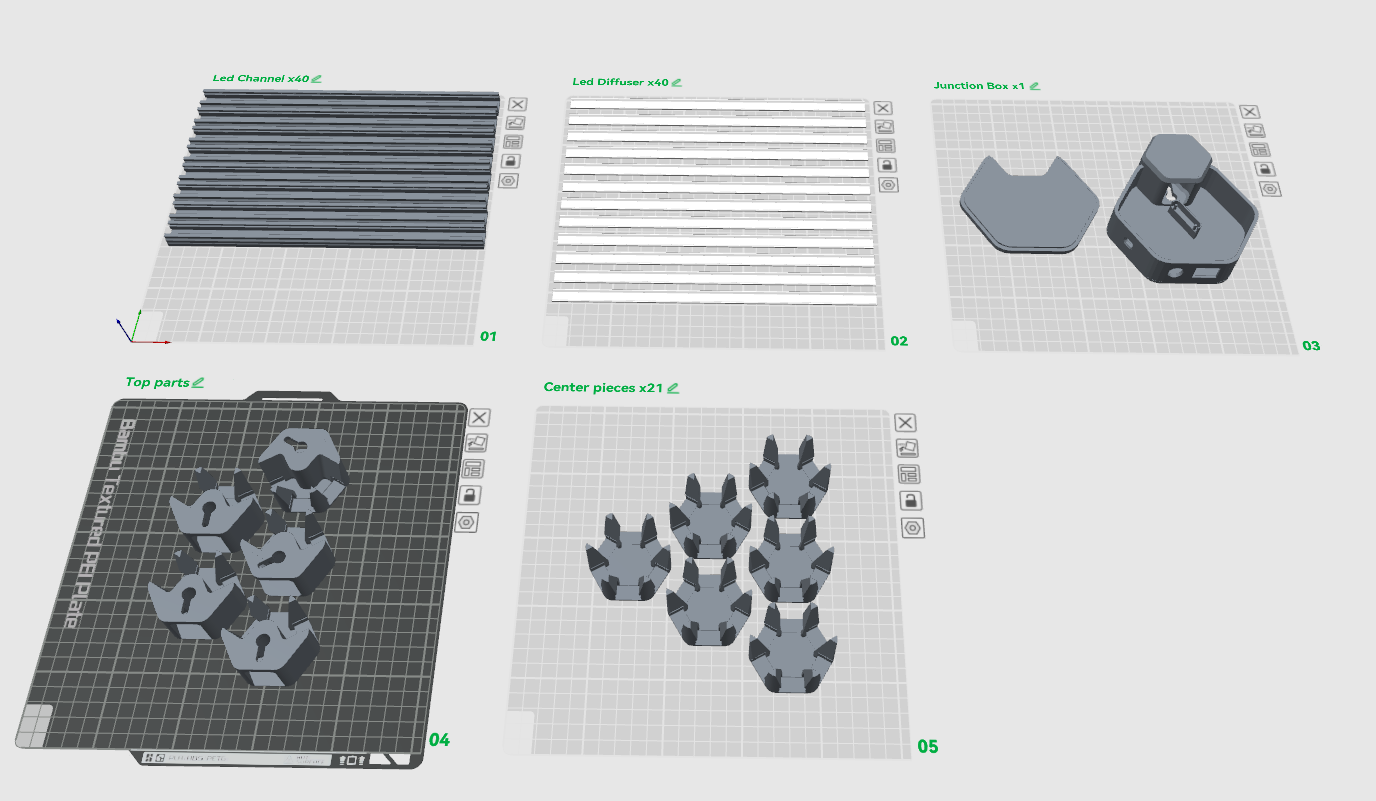 Led Channel x40
Led Diffuser x40
Junction Box x1
01
02
03
Top parts
Center pieces x21
Bambu Textured PEI Plate
04
05